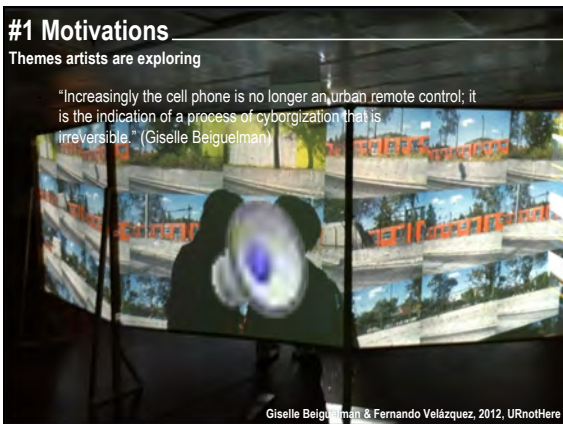 #1 Motivations
Themes artists are exploring
“Increasingly the cell phone is no longer an urban remote control; it
is the indication of a process of cyborgization that is
irreversible.” (Giselle Beiguelman)
Giselle Beiguelman & Fernando Velázquez, 2012, URnotHere